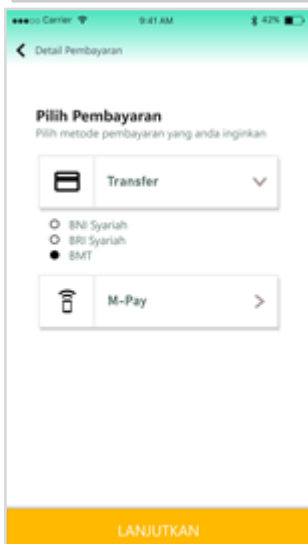 Carrier 9:41 AM 42%
Detail Pembayaran
Pilih Pembayaran
Pilih metode pembayaran yang anda inginkan
Transfer
BNI Syariah
BRI Syariah
BMT
M-Pay
LANJUTKAN